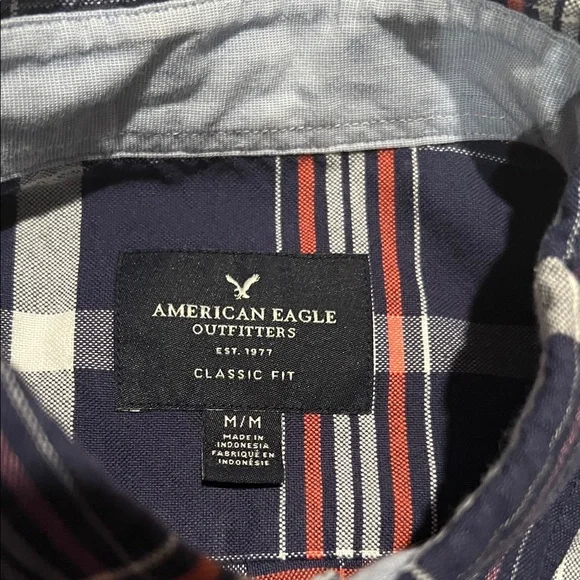 AMERICAN EAGLE
OUTFITTERS
EST. 1977
CLASSIC FIT
M/M
MADE IN
INDONESIA
FABRIQUÉ EN
INDONÉSIE